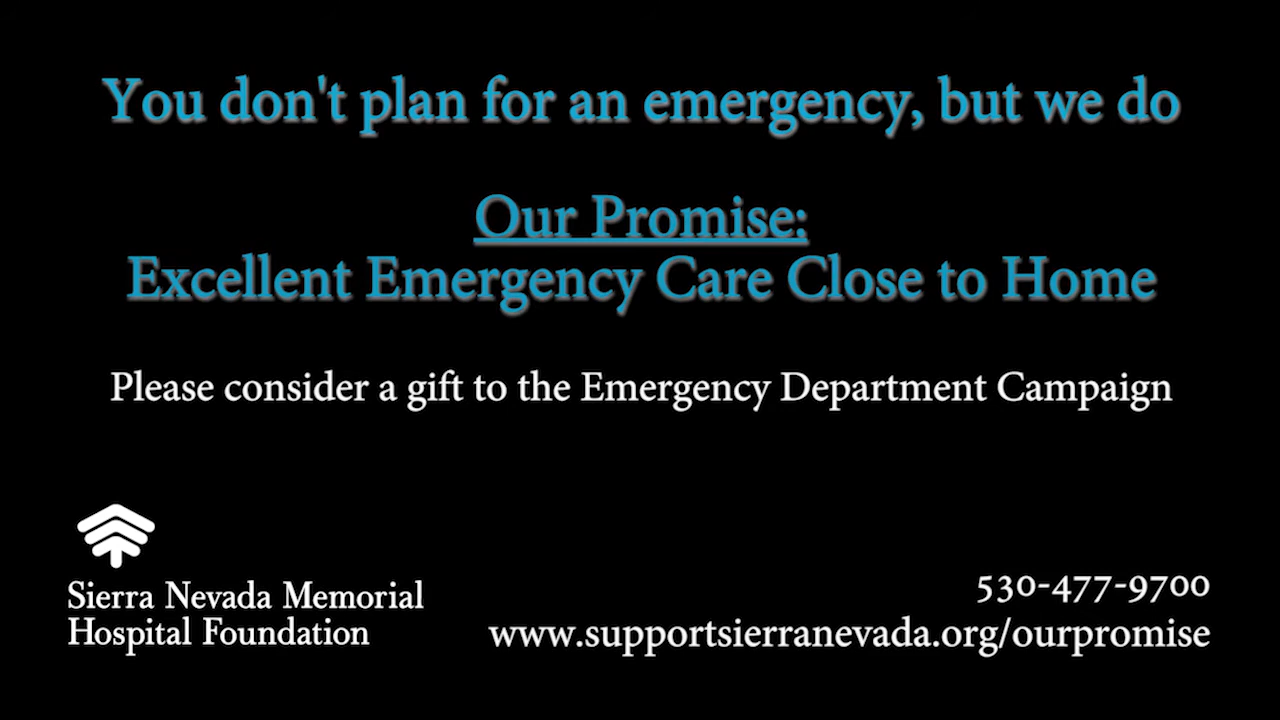 You don't plan for an emergency, but we do
Our Promise:
Excellent Emergency Care Close to Home
Please consider a gift to the Emergency Department Campaign
Sierra Nevada Memorial
Hospital Foundation
530-477-9700
www.supportsierranevada.org/ourpromise